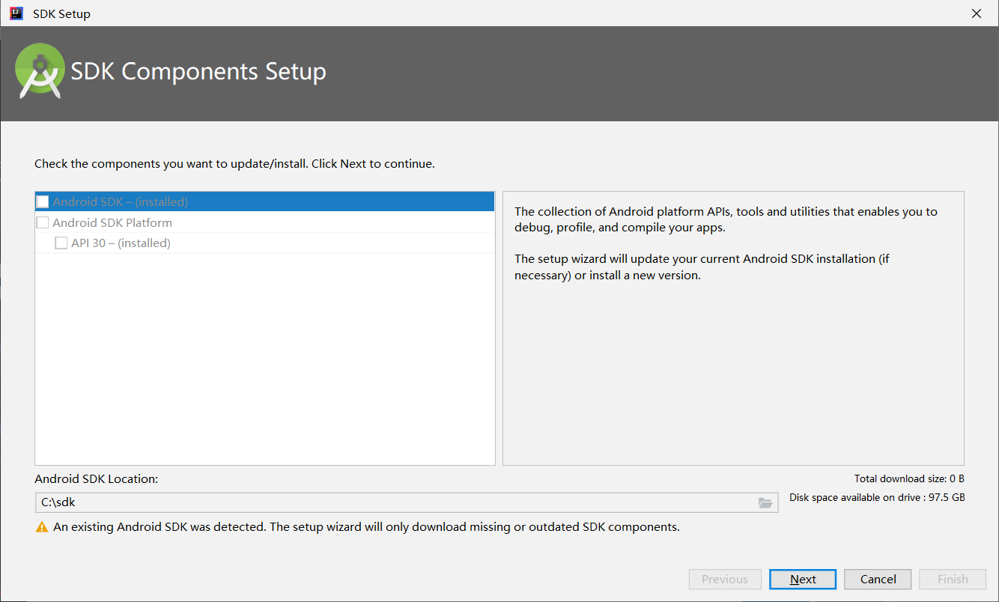 SDK Setup
SDK Components Setup
Check the components you want to update/install. Click Next to continue.
Android SDK – (installed)
Android SDK Platform
API 30 – (installed)
The collection of Android platform APIs, tools and utilities that enables you to
debug, profile, and compile your apps.
The setup wizard will update your current Android SDK installation (if
necessary) or install a new version.
Android SDK Location:
Total download size: 0 B
C:\sdk
Disk space available on drive : 97.5 GB
An existing Android SDK was detected. The setup wizard will only download missing or outdated SDK components.
Previous
Next
Cancel
Finish